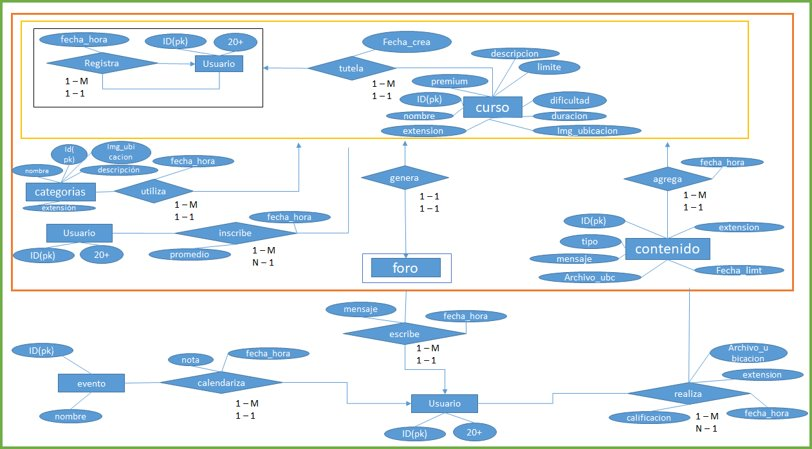 fecha_hora
ID(pk)
20+
Registra
Usuario
1 – M
1 – 1
Fecha_crea
tutela
1 – M
1 – 1
descripcion
limite
premium
ID(pk)
curso
dificultad
nombre
duracion
extension
Img_ubicacion
Id(
pk)
Img_ubi
cacion
nombre
descripción
fecha_hora
categorias
utiliza
extensión
1 – M
1 – 1
genera
1 – 1
1 – 1
fecha_hora
agrega
1 – M
1 – 1
Usuario
inscribe
fecha_hora
ID(pk)
20+
promedio
1 – M
N – 1
foro
ID(pk)
extension
tipo
contenido
mensaje
Archivo_ubc
Fecha_limt
mensaje
fecha_hora
escribe
1 – M
1 – 1
ID(pk)
nota
fecha_hora
evento
calendariza
nombre
1 – M
1 – 1
Usuario
ID(pk)
20+
Archivo_u
bicacion
extension
realiza
calificacion
fecha_hora
1 – M
N – 1